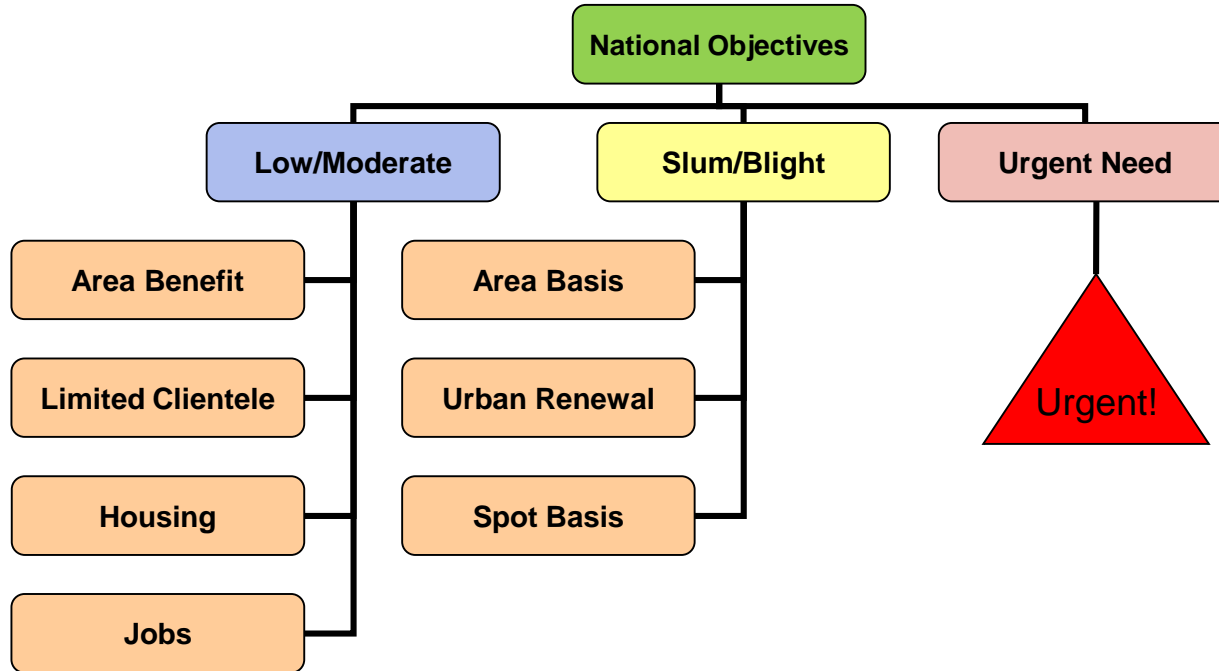 National Objectives
Low/Moderate
Slum/Blight
Urgent Need
Area Benefit
Area Basis
Limited Clientele
Urban Renewal
Urgent!
Housing
Spot Basis
Jobs